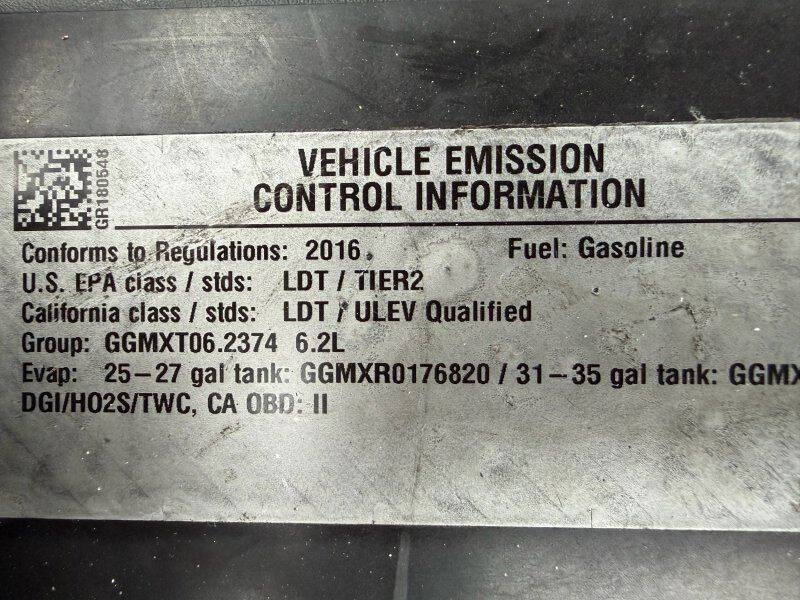 GR180548
VEHICLE EMISSION
CONTROL INFORMATION
Conforms to Regulations: 2016 Fuel: Gasoline
U.S. EPA class / stds: LDT / TIER2
California class / stds: LDT / ULEV Qualified
Group: GGMXT06.2374 6.2L
Evap: 25-27 gal tank: GGMXR0176820 / 31-35 gal tank: GGMX
DGI/HO2S/TWC, CA OBD: II